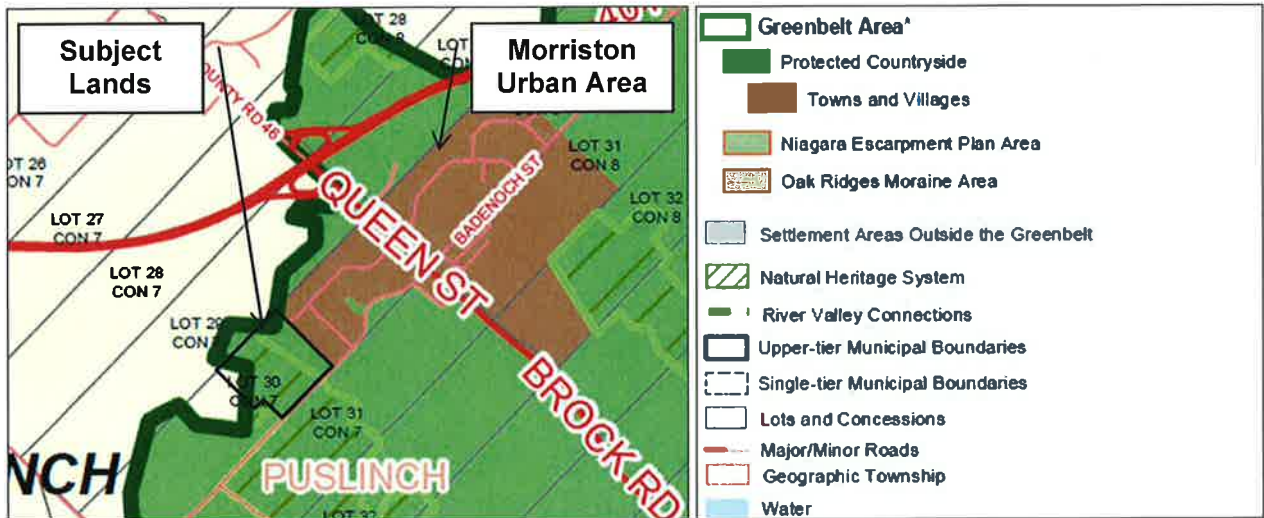 Subject
Lands
Morriston
Urban Area
LOT 28
CON 8
LOT
COUNTY RD 46
LOT 26
CON 7
LOT 27
CON 7
LOT 28
CON 7
QUEEN ST
BADENOCH ST
LOT 31
CON 8
LOT 32
CON 8
LOT 29
LOT 30
LOT 31
CON 7
BROCK RD
NCH
PUSLINCH
LOT 32
Greenbelt Area*
Protected Countryside
Towns and Villages
Niagara Escarpment Plan Area
Oak Ridges Moraine Area
Settlement Areas Outside the Greenbelt
Natural Heritage System
River Valley Connections
Upper-tier Municipal Boundaries
Single-tier Municipal Boundaries
Lots and Concessions
Major/Minor Roads
Geographic Township
Water